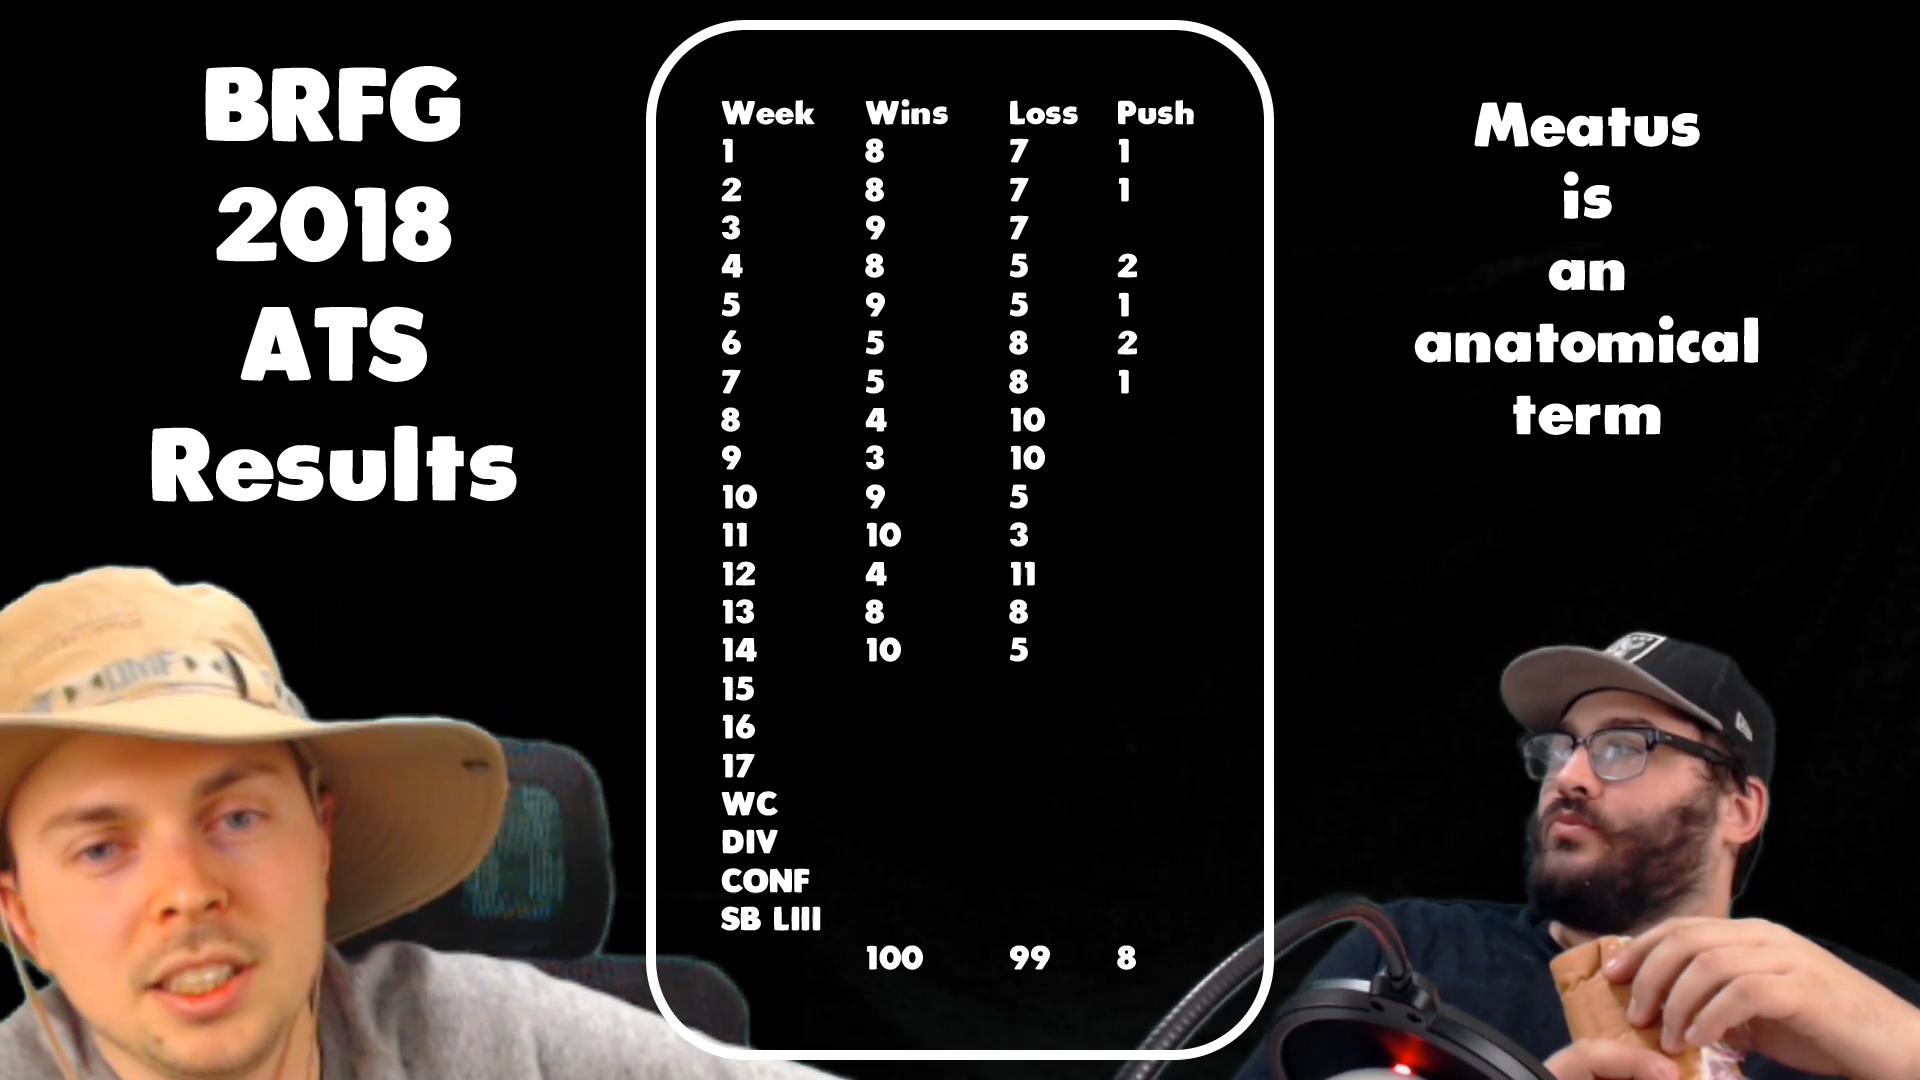 BRFG
2018
ATS
Results
Week Wins Loss Push
1 8 7 1
2 8 7 1
3 9 7
4 8 5 2
5 9 5 1
6 5 8 2
7 5 8 1
8 4 10
9 3 10
10 9 5
11 10 3
12 4 11
13 8 8
14 10 5
15
16
17
WC
DIV
CONF
SB LIII
100 99 8
Meatus
is
an
anatomical
term